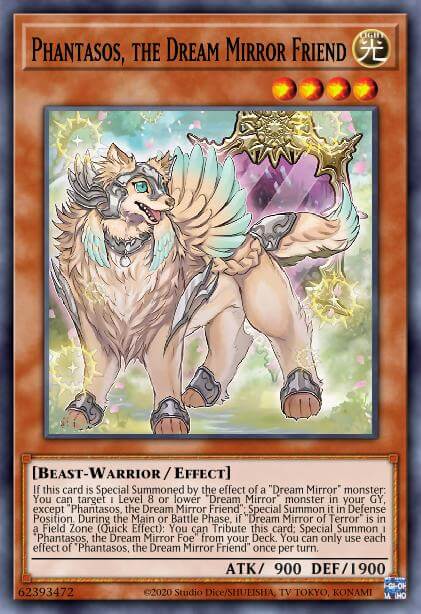 PHANTASOS, THE DREAM MIRROR FRIEND
LIGHT
光
[BEAST-WARRIOR / EFFECT]
If this card is Special Summoned by the effect of a "Dream Mirror" monster:
You can target 1 Level 8 or lower "Dream Mirror" monster in your GY,
except "Phantasos, the Dream Mirror Friend"; Special Summon it in Defense
Position. During the Main or Battle Phase, if "Dream Mirror of Terror" is in
a Field Zone (Quick Effect): You can Tribute this card; Special Summon 1
"Phantasos, the Dream Mirror Foe" from your Deck. You can only use each
effect of "Phantasos, the Dream Mirror Friend" once per turn.
ATK/ 900 DEF/1900
62393472
©2020 Studio Dice/SHUEISHA, TV TOKYO, KONAMI